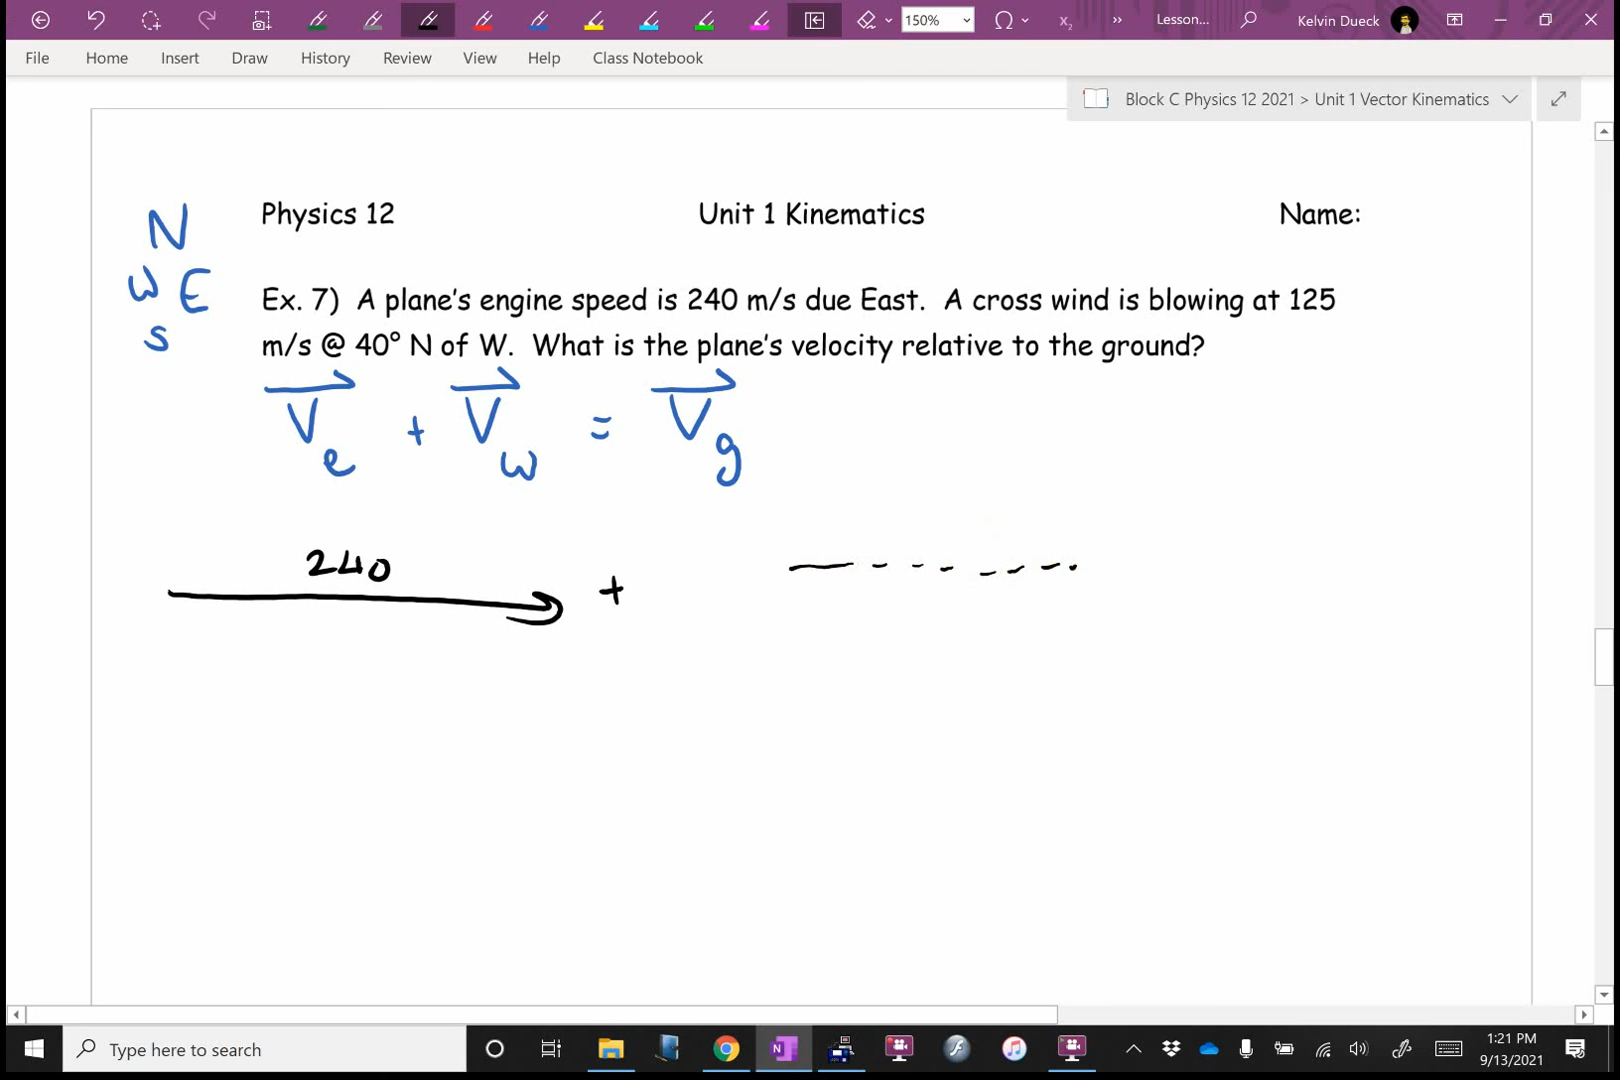 150%
Lesson...
Kelvin Dueck
File Home Insert Draw History Review View Help Class Notebook
Block C Physics 12 2021 > Unit 1 Vector Kinematics
N
W E
S
Physics 12 Unit 1 Kinematics Name:
Ex. 7) A plane's engine speed is 240 m/s due East. A cross wind is blowing at 125
m/s @ 40° N of W. What is the plane's velocity relative to the ground?
V e + V w = V g
240
+
Type here to search
1:21 PM
9/13/2021